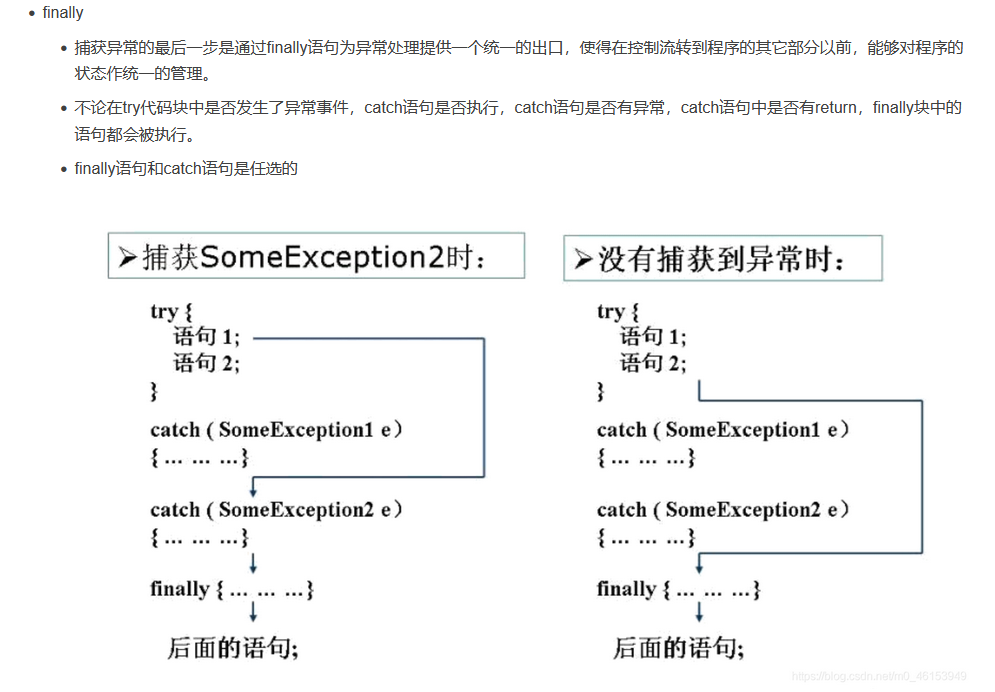 finally
捕获异常的最后一步是通过finally语句为异常处理提供一个统一的出口，使得在控制流转到程序的其它部分以前，能够对程序的
状态作统一的管理。
不论在try代码块中是否发生了异常事件，catch语句是否执行，catch语句是否有异常，catch语句中是否有return，finally块中的
语句都会被执行。
finally语句和catch语句是任选的
➢捕获SomeException2时：
try {
语句 1;
语句 2;
}
catch ( SomeException1 e）
{ ... ... ...}
catch ( SomeException2 e）
{ ... ... ...}
finally { ... ... ...}
后面的语句;
➢没有捕获到异常时：
try {
语句 1;
语句 2;
}
catch ( SomeException1 e）
{ ... ... ...}
catch ( SomeException2 e）
{ ... ... ...}
finally { ... ... ...}
后面的语句;
https://blog.csdn.net/m0_46153949